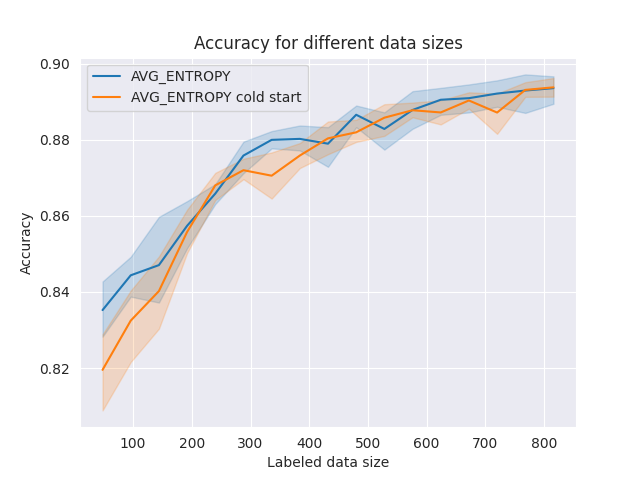 Accuracy for different data sizes
AVG_ENTROPY
AVG_ENTROPY cold start
0.90
0.88
0.86
0.84
0.82
Accuracy
100 200 300 400 500 600 700 800
Labeled data size